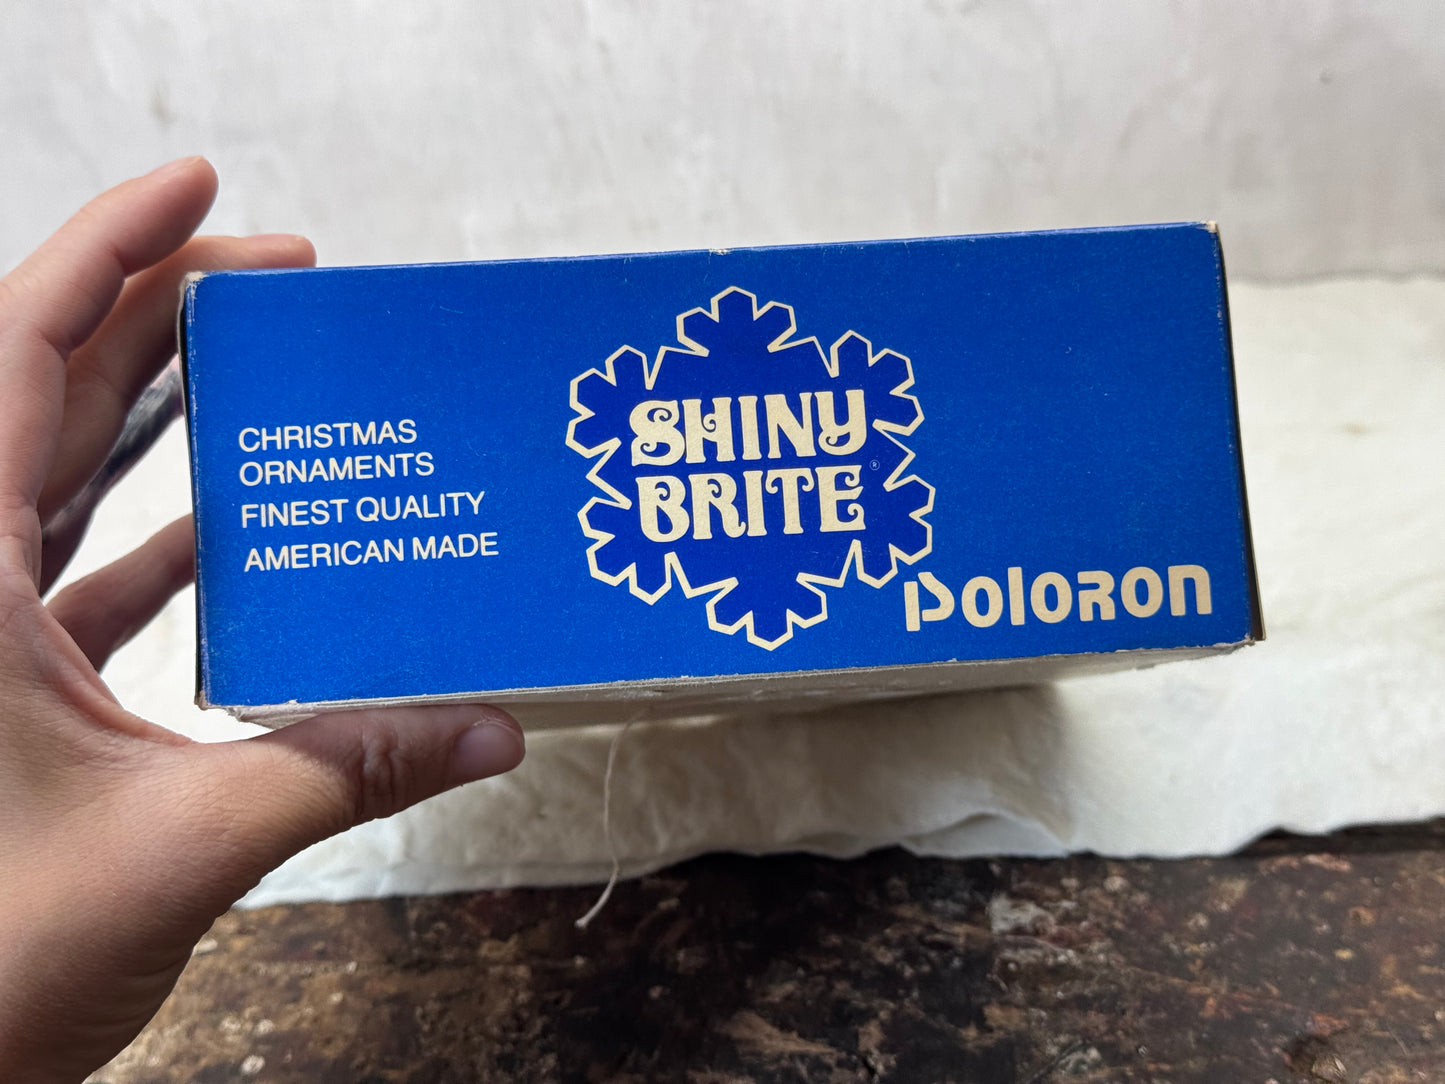 CHRISTMAS
ORNAMENTS
FINEST QUALITY
AMERICAN MADE
SHINY
BRITE ®
Poloron